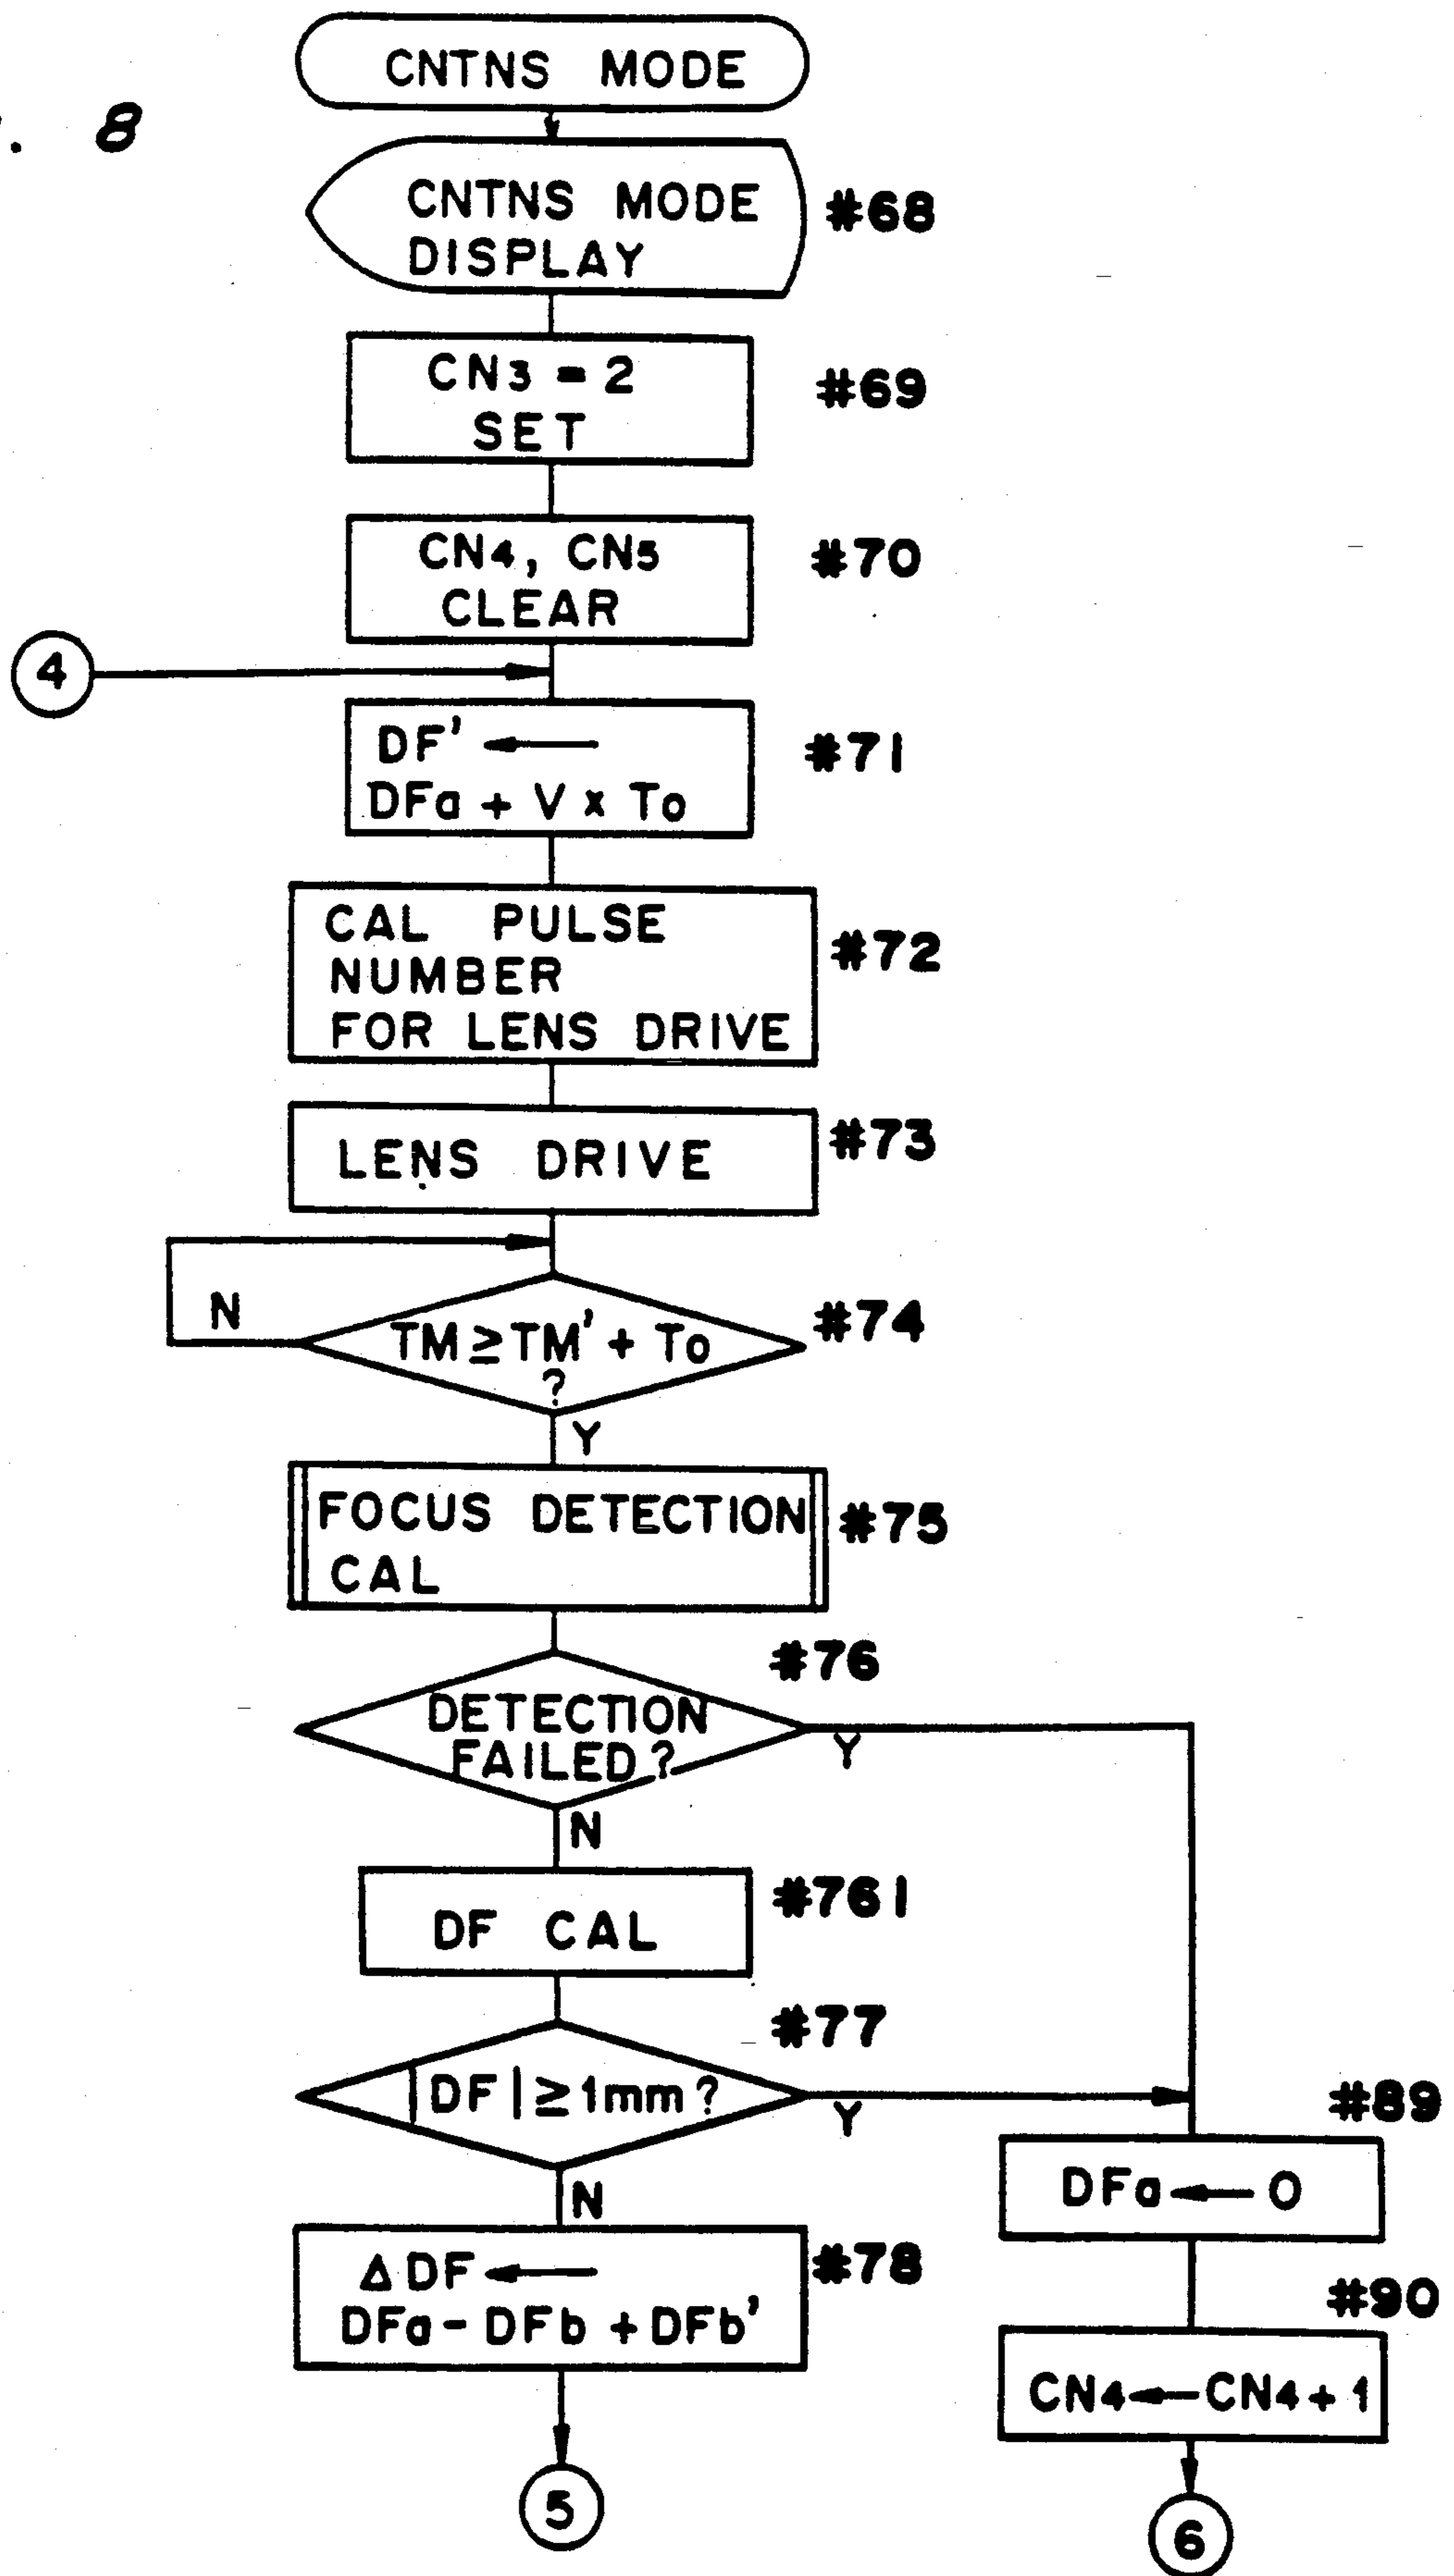 . 8
CNTNS MODE
CNTNS MODE
DISPLAY
#68
CN3 = 2
SET
#69
CN4, CN5
CLEAR
#70
4
DF' ←
DFa + V x To
#71
CAL PULSE
NUMBER
FOR LENS DRIVE
#72
LENS DRIVE
#73
N
TM ≥ TM' + To
?
#74
Y
FOCUS DETECTION
CAL
#75
#76
DETECTION
FAILED ?
Y
N
DF CAL
#761
#77
|DF| ≥ 1mm ?
Y
N
#89
DFa ← 0
ΔDF ←
DFa - DFb + DFb'
#78
#90
CN4 ← CN4 + 1
5
6